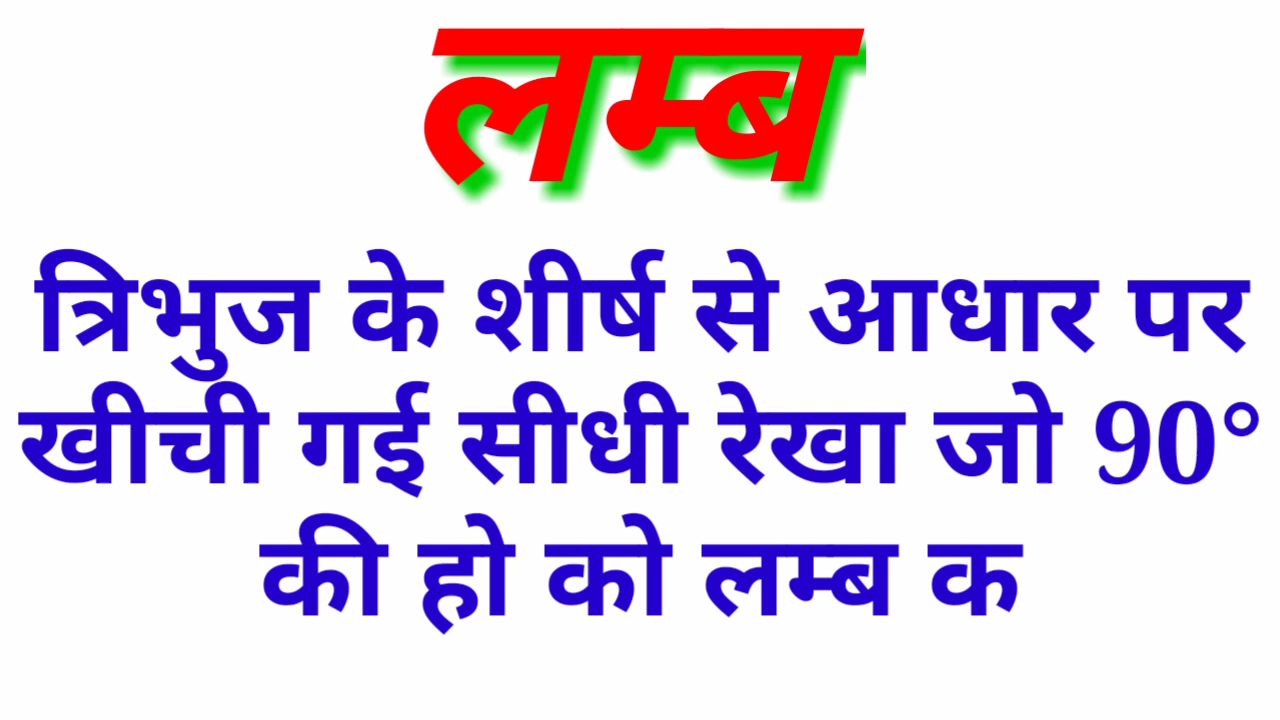 लम्ब
त्रिभुज के शीर्ष से आधार पर
खीची गई सीधी रेखा जो 90°
की हो को लम्ब क